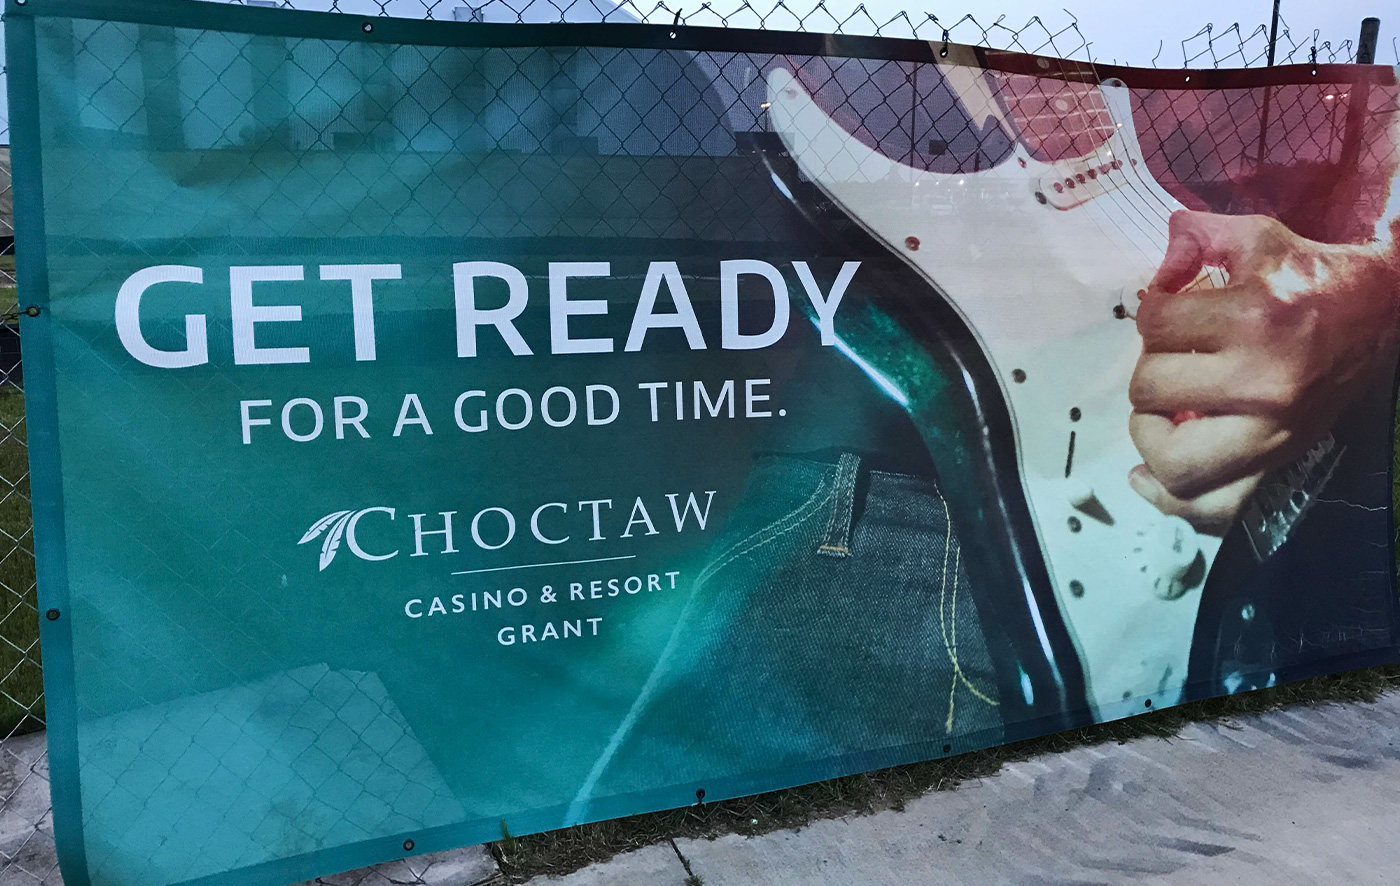 GET READY
FOR A GOOD TIME.
CHOCTAW
CASINO & RESORT
GRANT